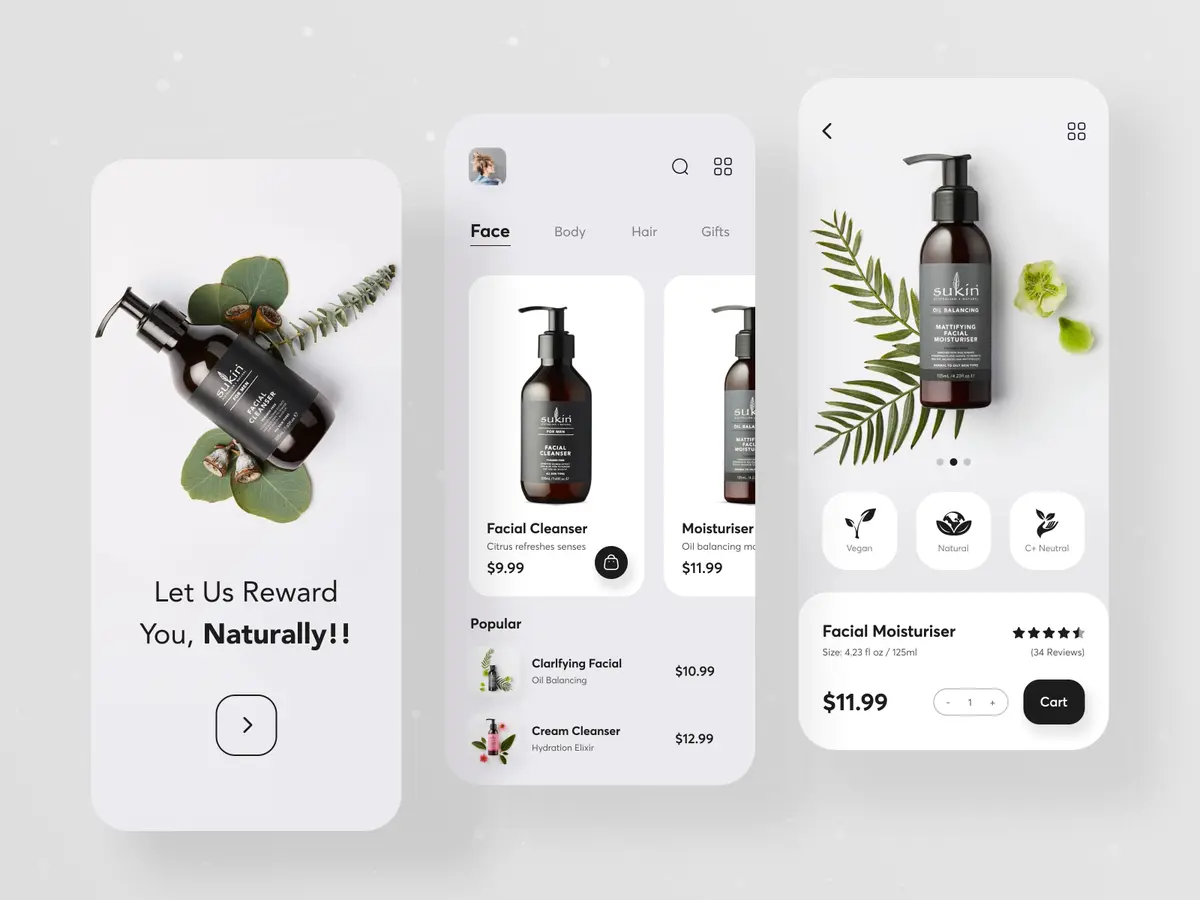 sukin
FOR MEN
FACIAL
CLEANSER
Let Us Reward
You, Naturally!!
Face
Body
Hair
Gifts
sukin
FOR MEN
FACIAL
CLEANSER
Facial Cleanser
Citrus refreshes senses
$9.99
Moisturiser
Oil balancing
$11.99
Popular
Clarlfying Facial
Oil Balancing
$10.99
Cream Cleanser
Hydration Elixir
$12.99
sukin
OIL BALANCING
MATTIFYING
FACIAL
MOISTURISER
Vegan
Natural
C+ Neutral
Facial Moisturiser
Size: 4.23 fl oz / 125ml
(34 Reviews)
$11.99
- 1 +
Cart